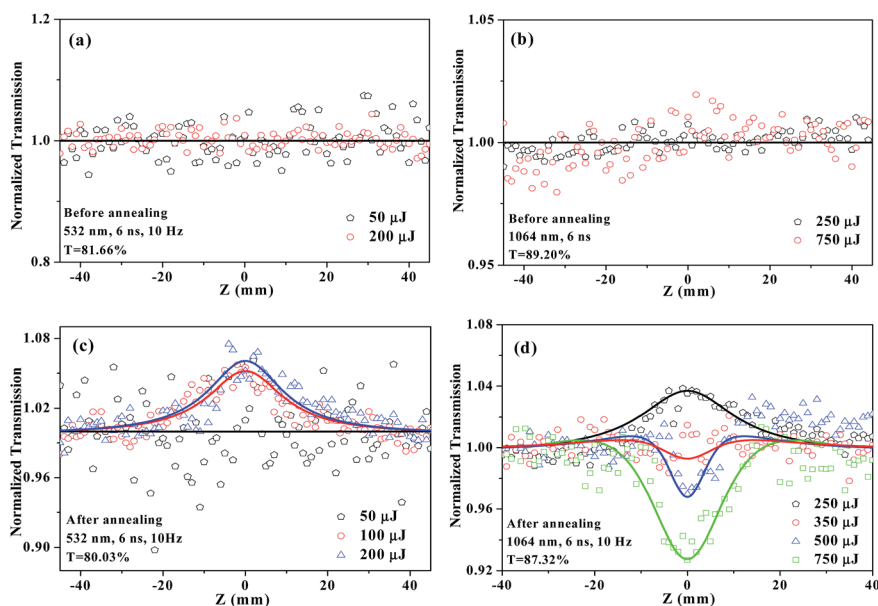 (a)
1.2
1.0
0.8
Normalized Transmission
Before annealing
532 nm, 6 ns, 10 Hz
T=81.66%
50 μJ
200 μJ
-40 -20 0 20 40
Z (mm)
(b)
1.05
1.00
0.95
Normalized Transmission
Before annealing
1064 nm, 6 ns
T=89.20%
250 μJ
750 μJ
-40 -20 0 20 40
Z (mm)
(c)
1.08
1.02
0.96
0.90
Normalized Transmission
After annealing
532 nm, 6 ns, 10Hz
T=80.03%
50 μJ
100 μJ
200 μJ
-40 -20 0 20 40
Z (mm)
(d)
1.08
1.04
1.00
0.96
0.92
Normalized Transmission
After annealing
1064 nm, 6 ns, 10 Hz
T=87.32%
250 μJ
350 μJ
500 μJ
750 μJ
-40 -20 0 20 40
Z (mm)